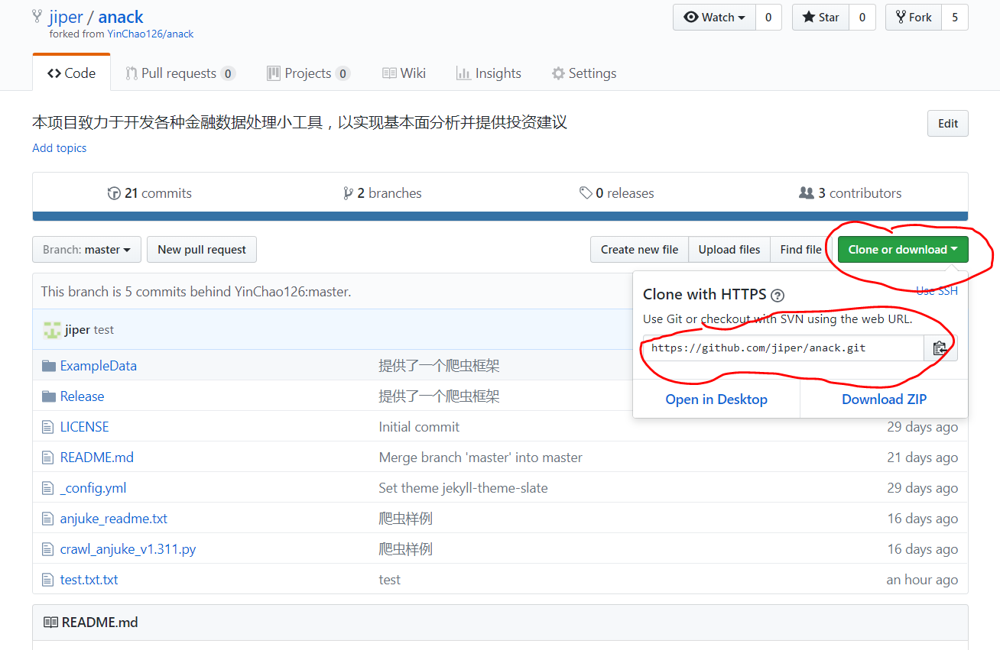 jiper / anack
Watch 0 Star 0 Fork 5
forked from YinChao126/anack
Code Pull requests 0 Projects 0 Wiki Insights Settings
本项目致力于开发各种金融数据处理小工具，以实现基本面分析并提供投资建议
Edit
Add topics
21 commits 2 branches 0 releases 3 contributors
Branch: master New pull request Create new file Upload files Find file Clone or download
This branch is 5 commits behind YinChao126:master.
Clone with HTTPS ? Use SSH
Use Git or checkout with SVN using the web URL.
jiper test
https://github.com/jiper/anack.git
ExampleData 提供了一个爬虫框架
Release 提供了一个爬虫框架
Open in Desktop Download ZIP
LICENSE Initial commit 29 days ago
README.md Merge branch 'master' into master 21 days ago
_config.yml Set theme jekyll-theme-slate 29 days ago
anjuke_readme.txt 爬虫样例 16 days ago
crawl_anjuke_v1.311.py 爬虫样例 16 days ago
test.txt.txt test an hour ago
README.md